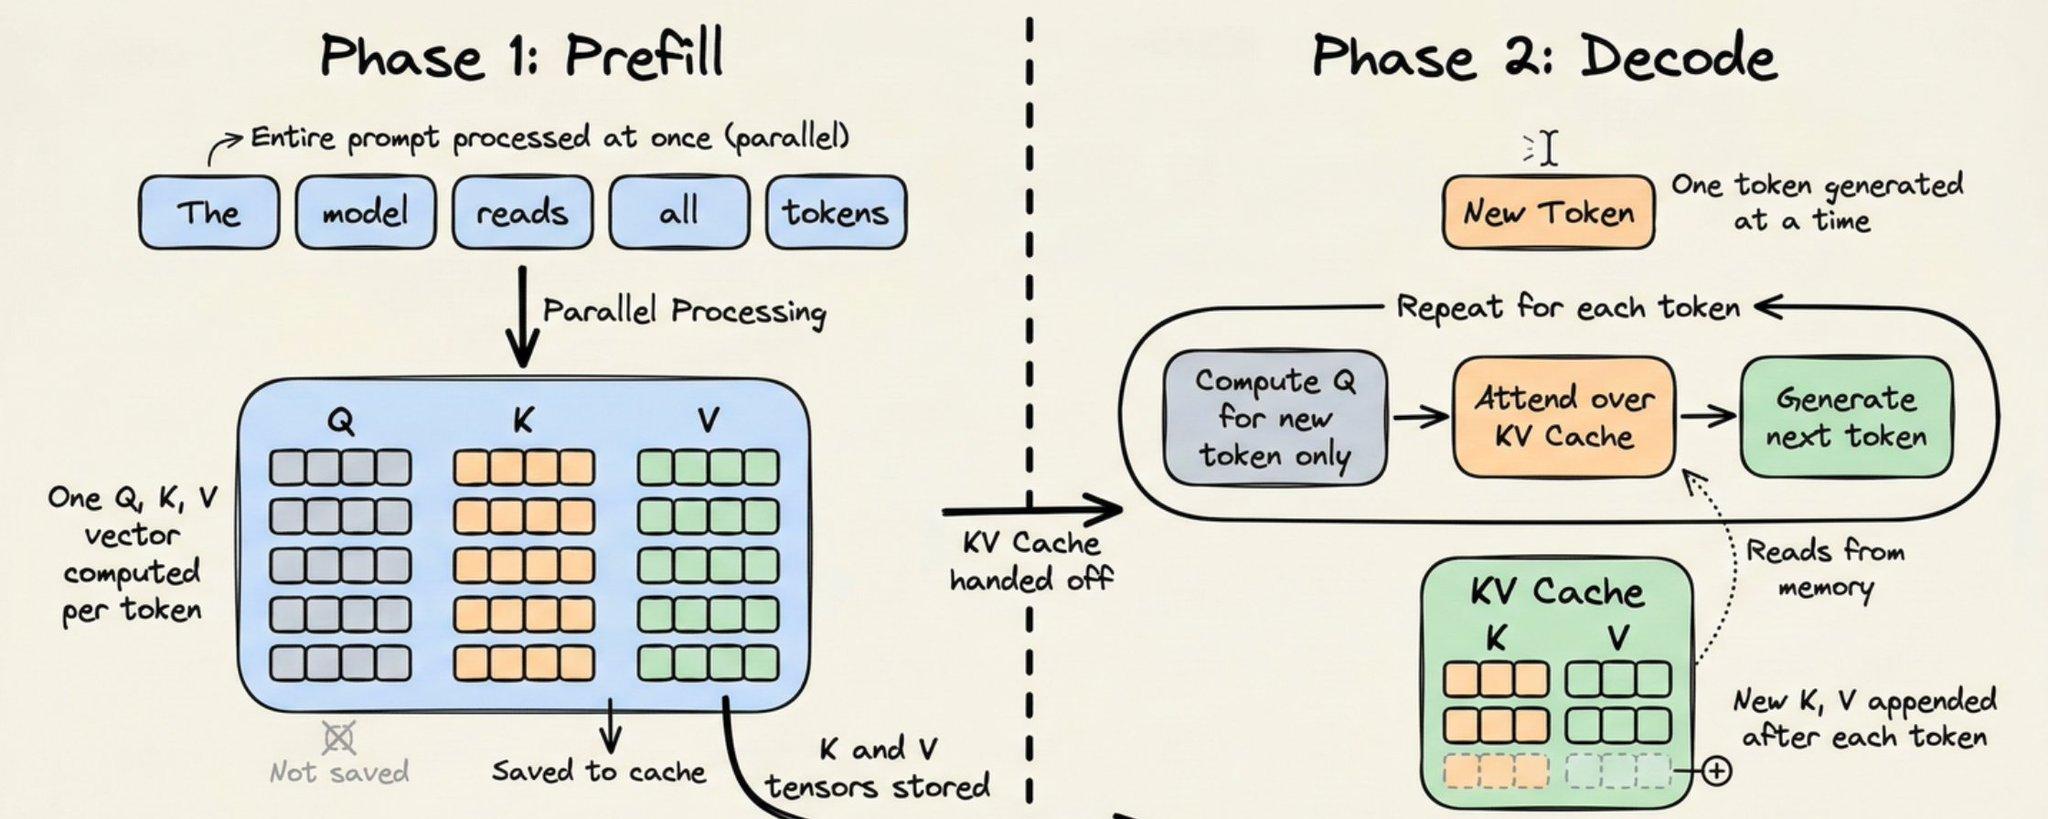 Phase 1: Prefill
Entire prompt processed at once (parallel)
The
model
reads
all
tokens
Parallel Processing
Q
K
V
One Q, K, V
vector
computed
per token
Not saved
Saved to cache
K and V
tensors stored
KV Cache
handed off
Phase 2: Decode
New Token
One token generated
at a time
Repeat for each token
Compute Q
for new
token only
Attend over
KV Cache
Generate
next token
Reads from
memory
KV Cache
K
V
New K, V appended
after each token